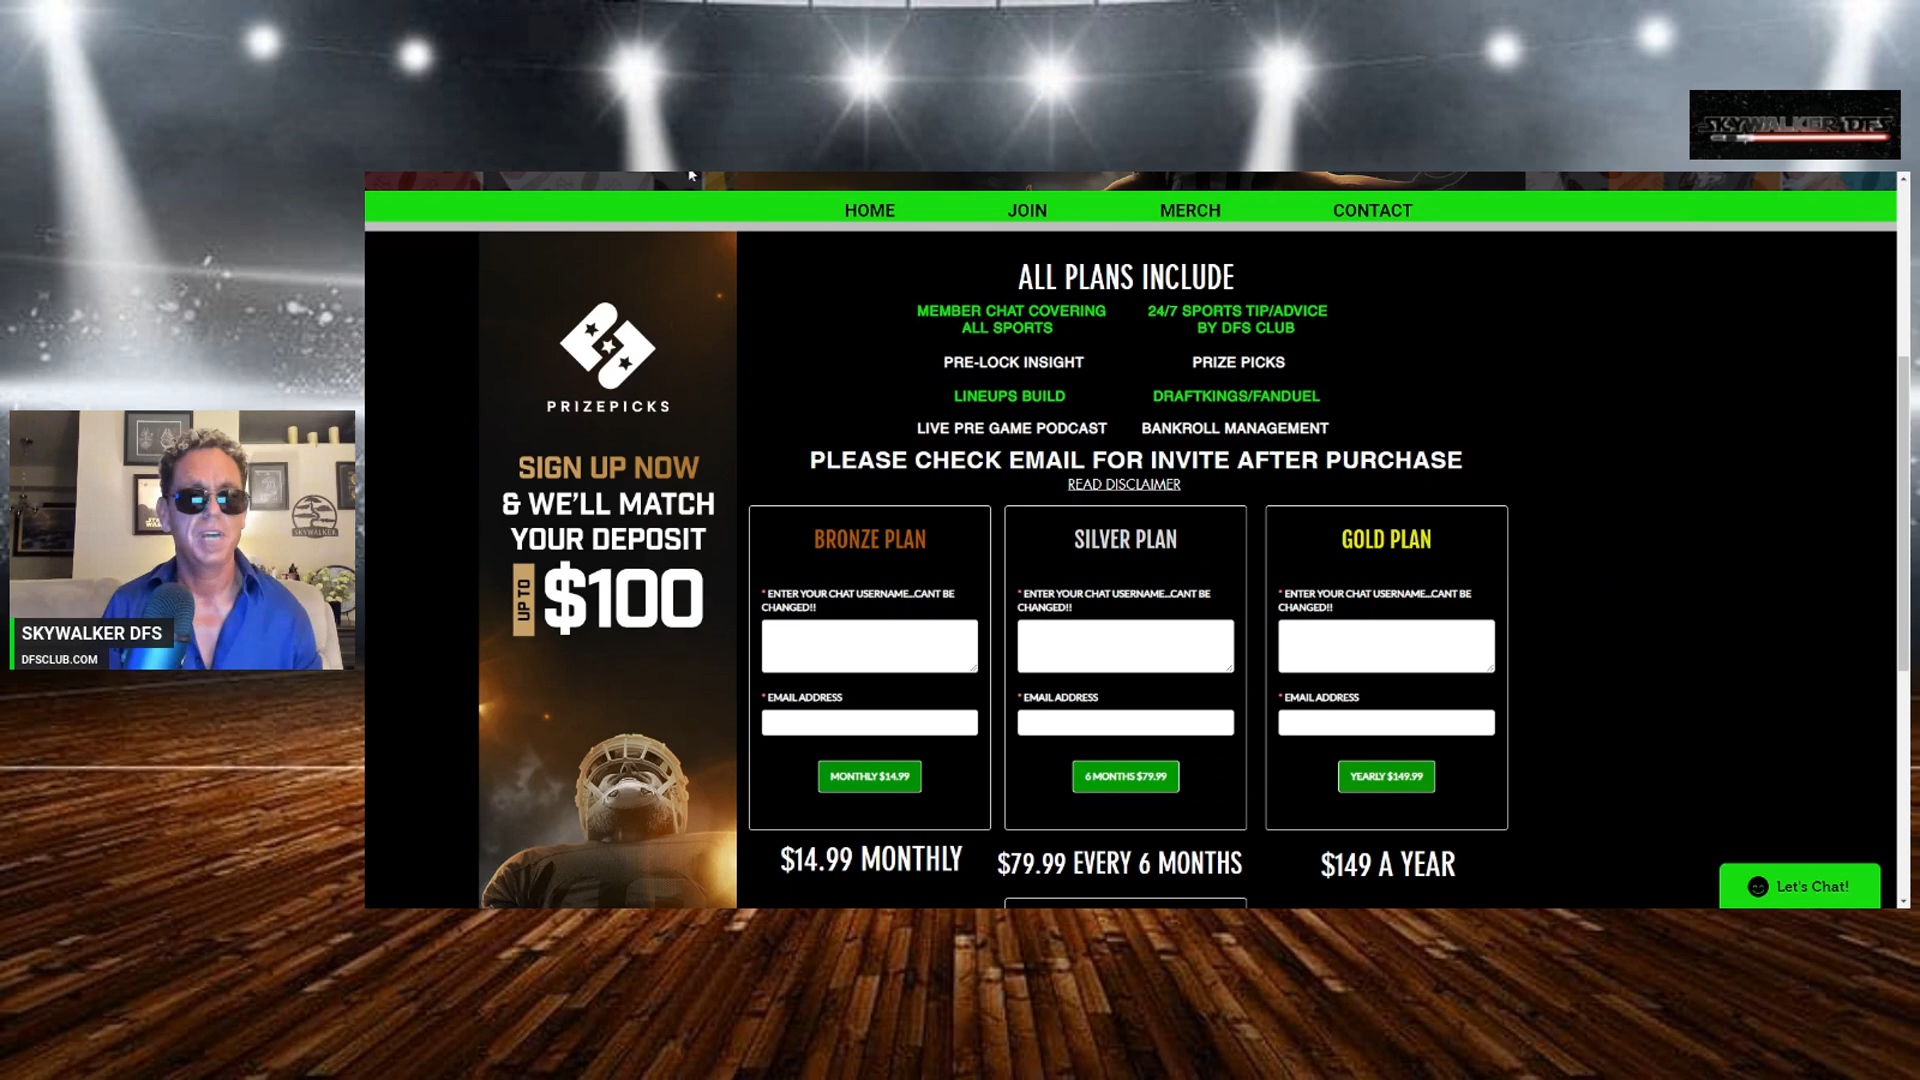 SKYWALKER DFS
HOME
JOIN
MERCH
CONTACT
PRIZEPICKS
SIGN UP NOW
& WE'LL MATCH
YOUR DEPOSIT
UP TO
$100
ALL PLANS INCLUDE
MEMBER CHAT COVERING
ALL SPORTS
24/7 SPORTS TIP/ADVICE
BY DFS CLUB
PRE-LOCK INSIGHT
PRIZE PICKS
LINEUPS BUILD
DRAFTKINGS/FANDUEL
LIVE PRE GAME PODCAST
BANKROLL MANAGEMENT
PLEASE CHECK EMAIL FOR INVITE AFTER PURCHASE
READ DISCLAIMER
BRONZE PLAN
* ENTER YOUR CHAT USERNAME...CANT BE
CHANGED!!
* EMAIL ADDRESS
MONTHLY $14.99
$14.99 MONTHLY
SILVER PLAN
* ENTER YOUR CHAT USERNAME...CANT BE
CHANGED!!
* EMAIL ADDRESS
6 MONTHS $79.99
$79.99 EVERY 6 MONTHS
GOLD PLAN
* ENTER YOUR CHAT USERNAME...CANT BE
CHANGED!!
* EMAIL ADDRESS
YEARLY $149.99
$149 A YEAR
Let's Chat!
SKYWALKER
SKYWALKER DFS
DFSCLUB.COM